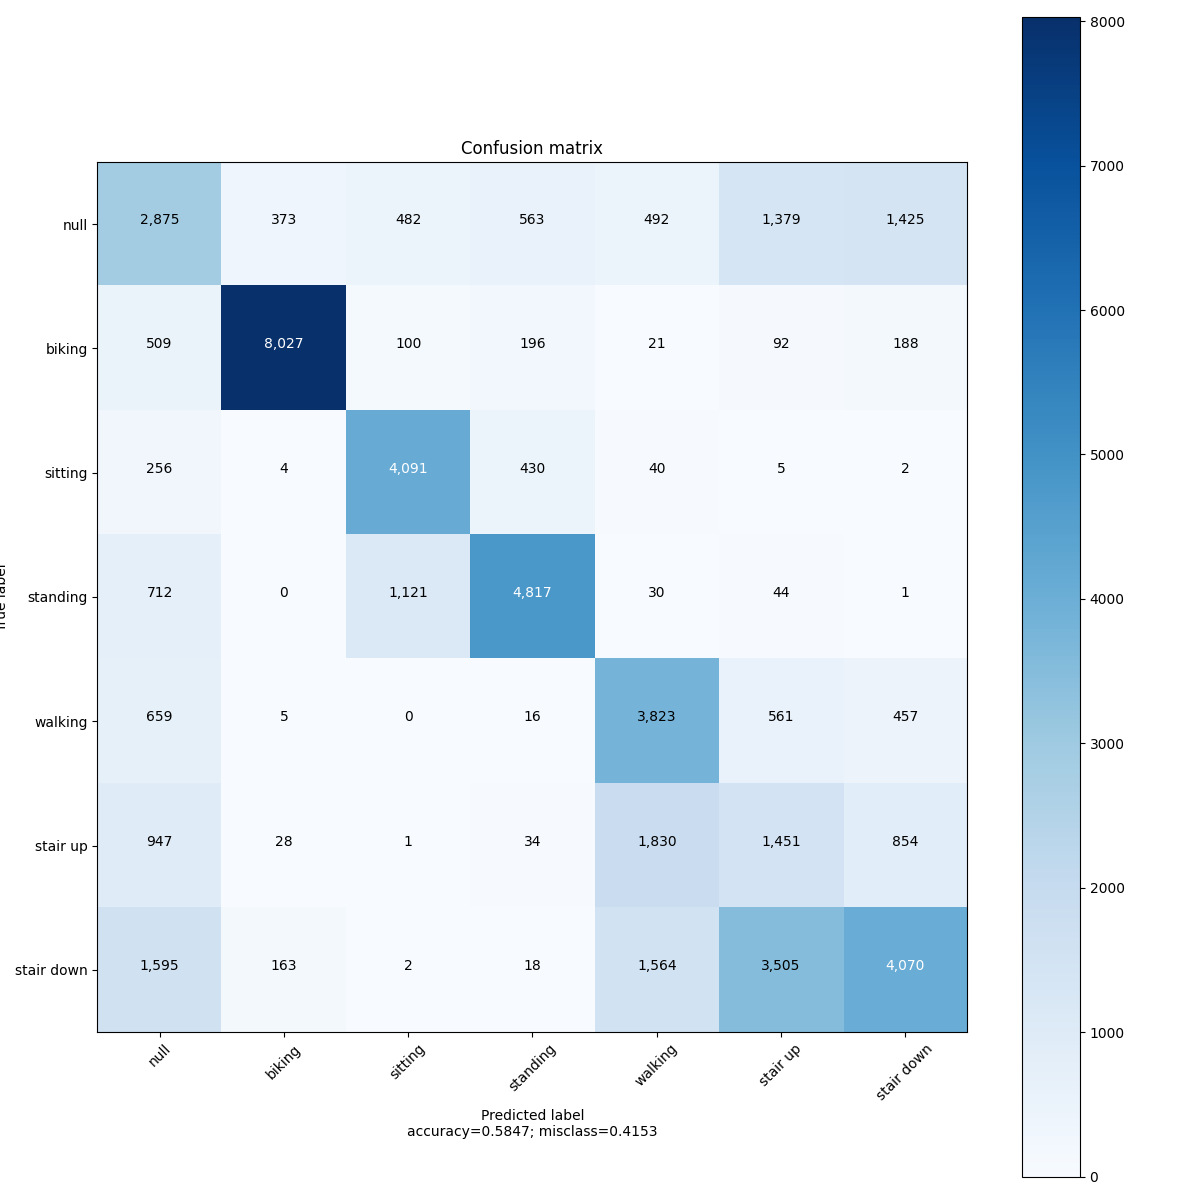 Confusion matrix
null 2,875 373 482 563 492 1,379 1,425
biking 509 8,027 100 196 21 92 188
sitting 256 4 4,091 430 40 5 2
standing 712 0 1,121 4,817 30 44 1
walking 659 5 0 16 3,823 561 457
stair up 947 28 1 34 1,830 1,451 854
stair down 1,595 163 2 18 1,564 3,505 4,070
null biking sitting standing walking stair up stair down
Predicted label
accuracy=0.5847; misclass=0.4153
True label
8000
7000
6000
5000
4000
3000
2000
1000
0